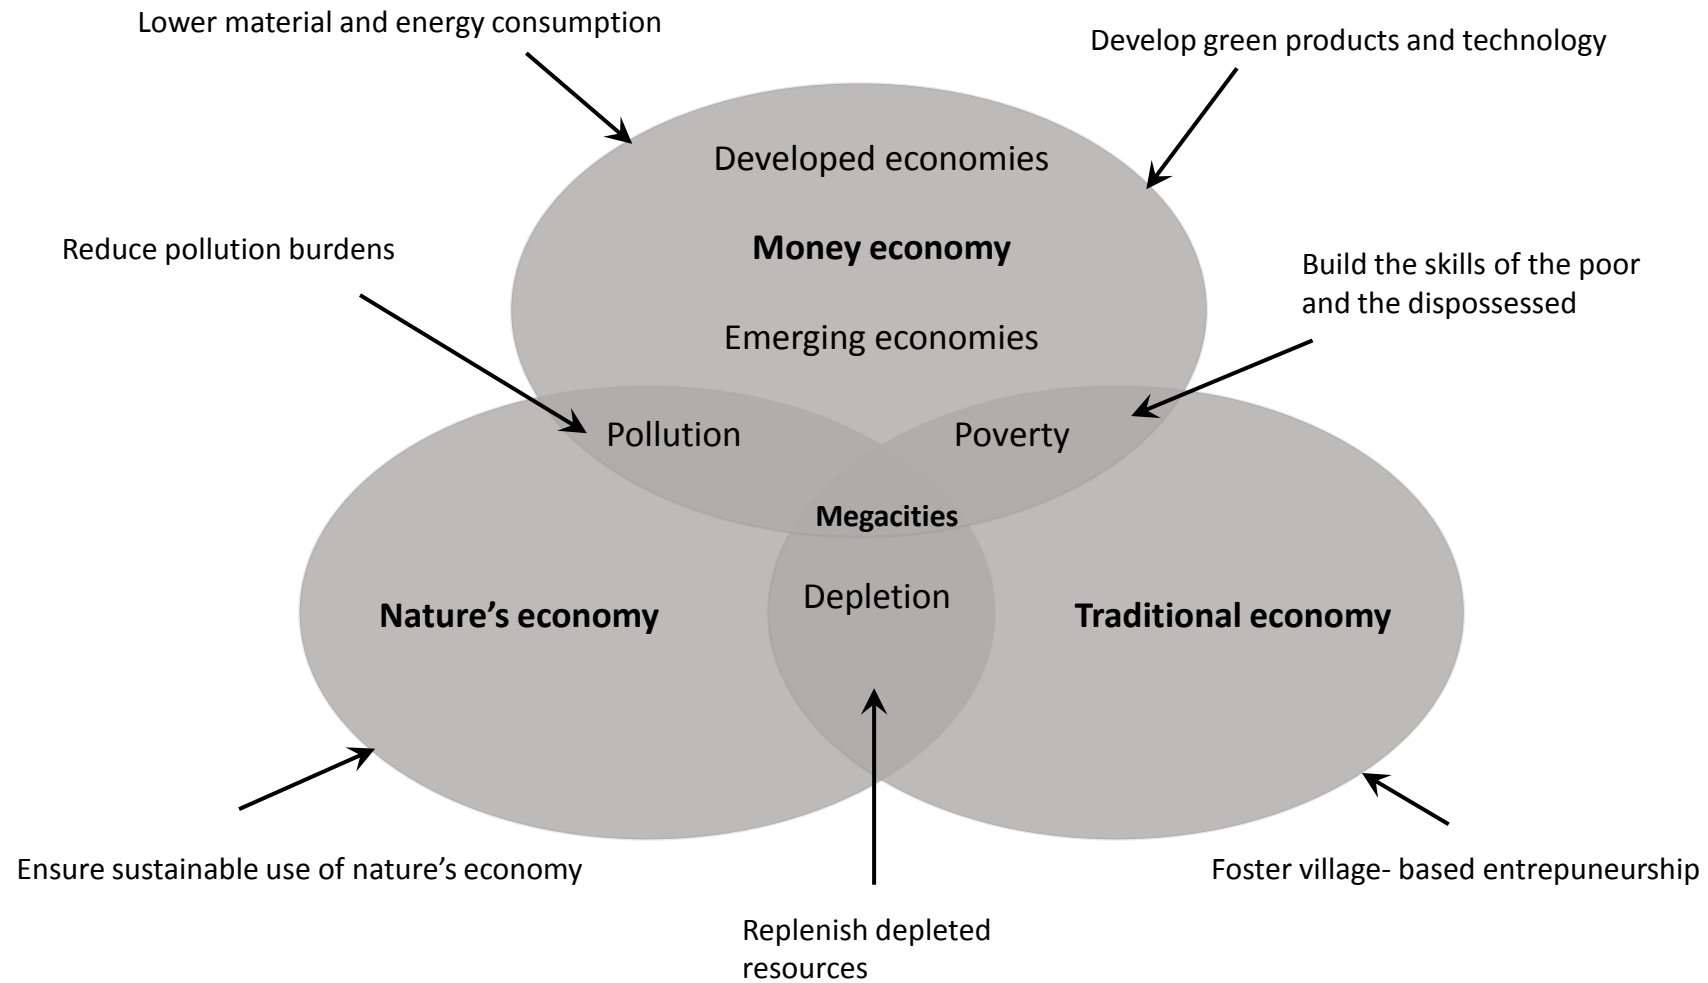 Lower material and energy consumption
Develop green products and technology
Developed economies
Money economy
Reduce pollution burdens
Build the skills of the poor
and the dispossessed
Emerging economies
Pollution
Poverty
Megacities
Depletion
Nature’s economy
Traditional economy
Ensure sustainable use of nature’s economy
Foster village- based entrepuneurship
Replenish depleted
resources